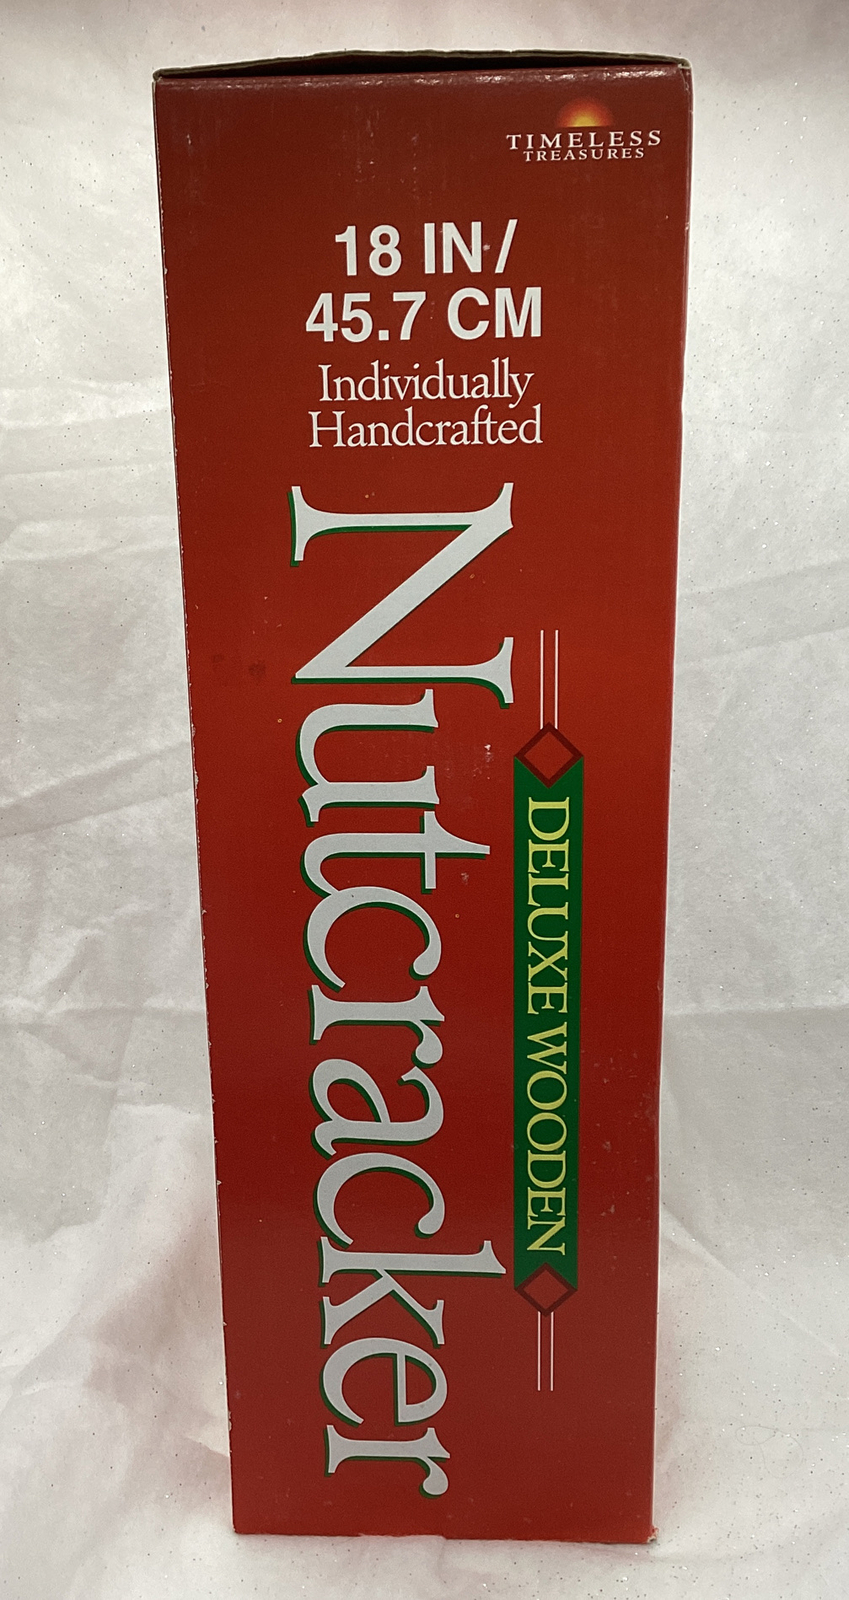 TIMELESS
TREASURES
18 IN/
45.7 CM
Individually
Handcrafted
DELUXE WOODEN
Nutcracker